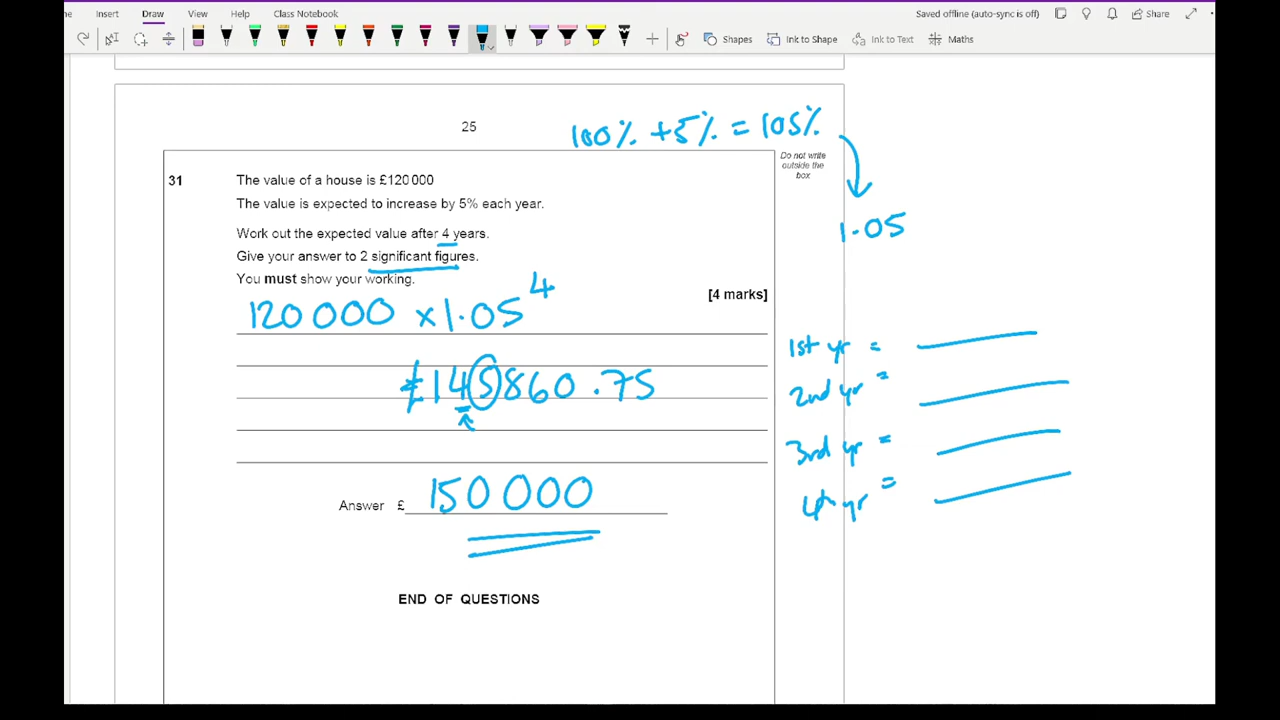 me Insert Draw View Help Class Notebook Saved offline (auto-sync is off) Share
Shapes Ink to Shape Ink to Text Maths
25
100% +5% = 105%
Do not write
outside the
box
1.05
31 The value of a house is £120 000
The value is expected to increase by 5% each year.
Work out the expected value after 4 years.
Give your answer to 2 significant figures.
You must show your working.
[4 marks]
120 000 × 1.05⁴
£145860.75
1st yr =
2nd yr =
3rd yr =
4th yr =
Answer £ 150 000
END OF QUESTIONS